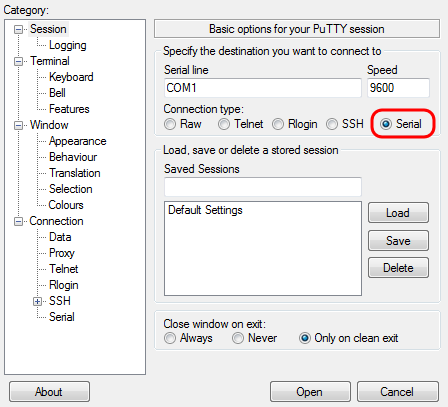 Category:
Session
Logging
Terminal
Keyboard
Bell
Features
Window
Appearance
Behaviour
Translation
Selection
Colours
Connection
Data
Proxy
Telnet
Rlogin
SSH
Serial
Basic options for your PuTTY session
Specify the destination you want to connect to
Serial line Speed
COM1 9600
Connection type:
Raw Telnet Rlogin SSH Serial
Load, save or delete a stored session
Saved Sessions
Default Settings
Load
Save
Delete
Close window on exit:
Always Never Only on clean exit
About Open Cancel